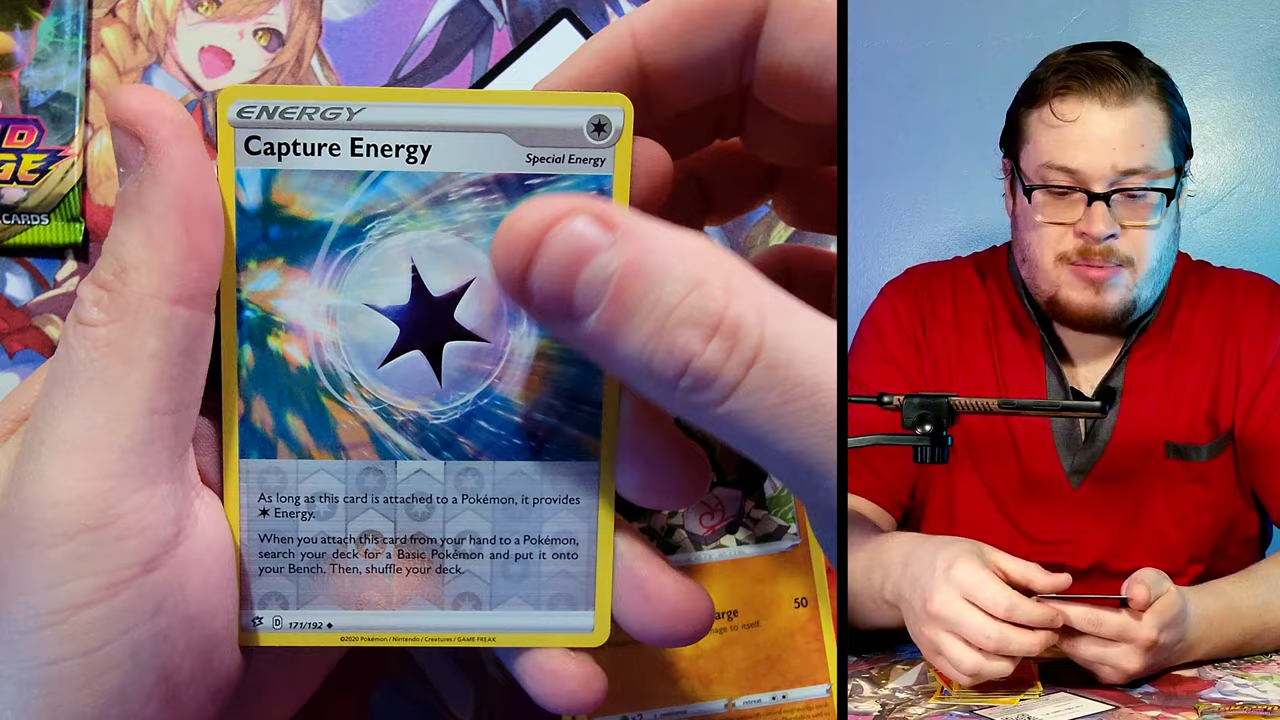 ENERGY
Capture Energy
Special Energy
As long as this card is attached to a Pokémon, it provides
Energy.
When you attach this card from your hand to a Pokémon,
search your deck for a Basic Pokémon and put it onto
your Bench. Then, shuffle your deck.
D 171/192
©2020 Pokémon / Nintendo / Creatures / GAME FREAK
CARDS
50